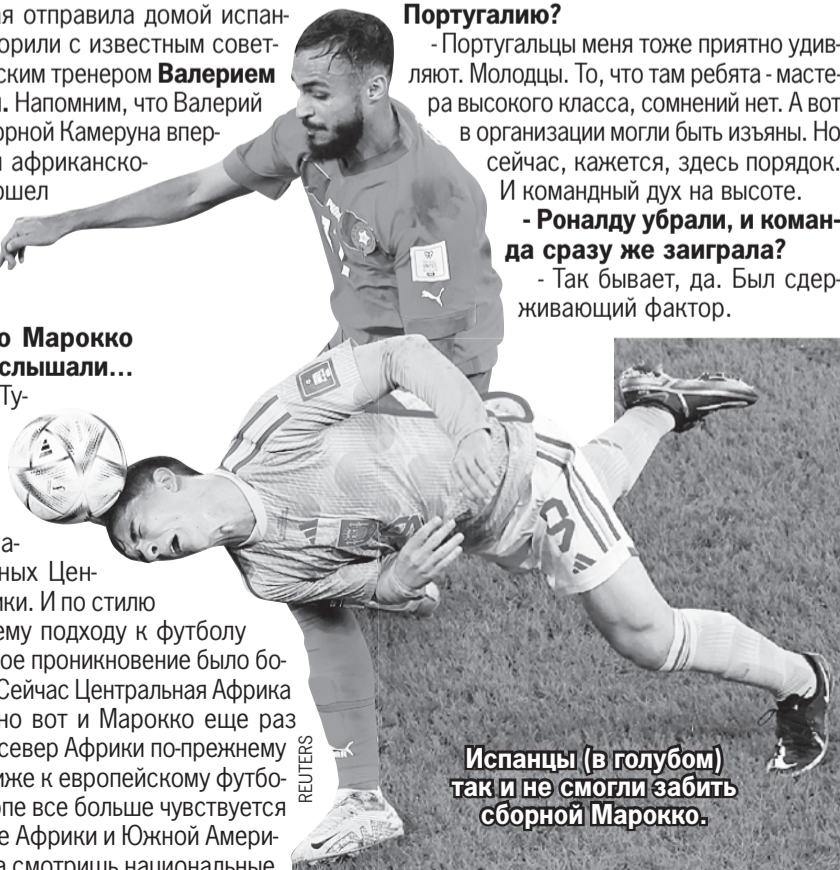 ая отправила домой испан-
орили с известным совет-
ским тренером Валерием
Напомним, что Валерий
орной Камеруна впер-
африканско-
ошел
о Марокко
слышали...
Ту-
а-
ных Цен-
ики. И по стилю
ему подходу к футболу
ое проникновение было бо-
Сейчас Центральная Африка
но вот и Марокко еще раз
север Африки по-прежнему
иже к европейскому футбо-
опе все больше чувствуется
е Африки и Южной Амери-
а смотришь национальные
Португалию?
- Португальцы меня тоже приятно удив-
ляют. Молодцы. То, что там ребята - масте-
ра высокого класса, сомнений нет. А вот
в организации могли быть изъяны. Но
сейчас, кажется, здесь порядок.
И командный дух на высоте.
- Роналду убрали, и коман-
да сразу же заиграла?
- Так бывает, да. Был сдер-
живающий фактор.
REUTERS
Испанцы (в голубом)
так и не смогли забить
сборной Марокко.